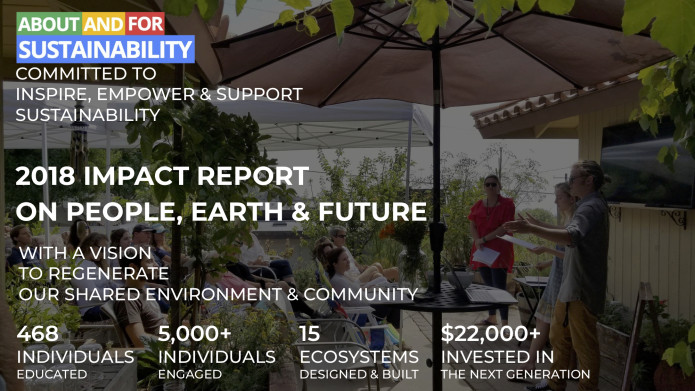 ABOUT AND FOR
SUSTAINABILITY
COMMITTED TO
INSPIRE, EMPOWER & SUPPORT
SUSTAINABILITY
2018 IMPACT REPORT
ON PEOPLE, EARTH & FUTURE
WITH A VISION
TO REGENERATE
OUR SHARED ENVIRONMENT & COMMUNITY
468
INDIVIDUALS
EDUCATED
5,000+
INDIVIDUALS
ENGAGED
15
ECOSYSTEMS
DESIGNED & BUILT
$22,000+
INVESTED IN
THE NEXT GENERATION